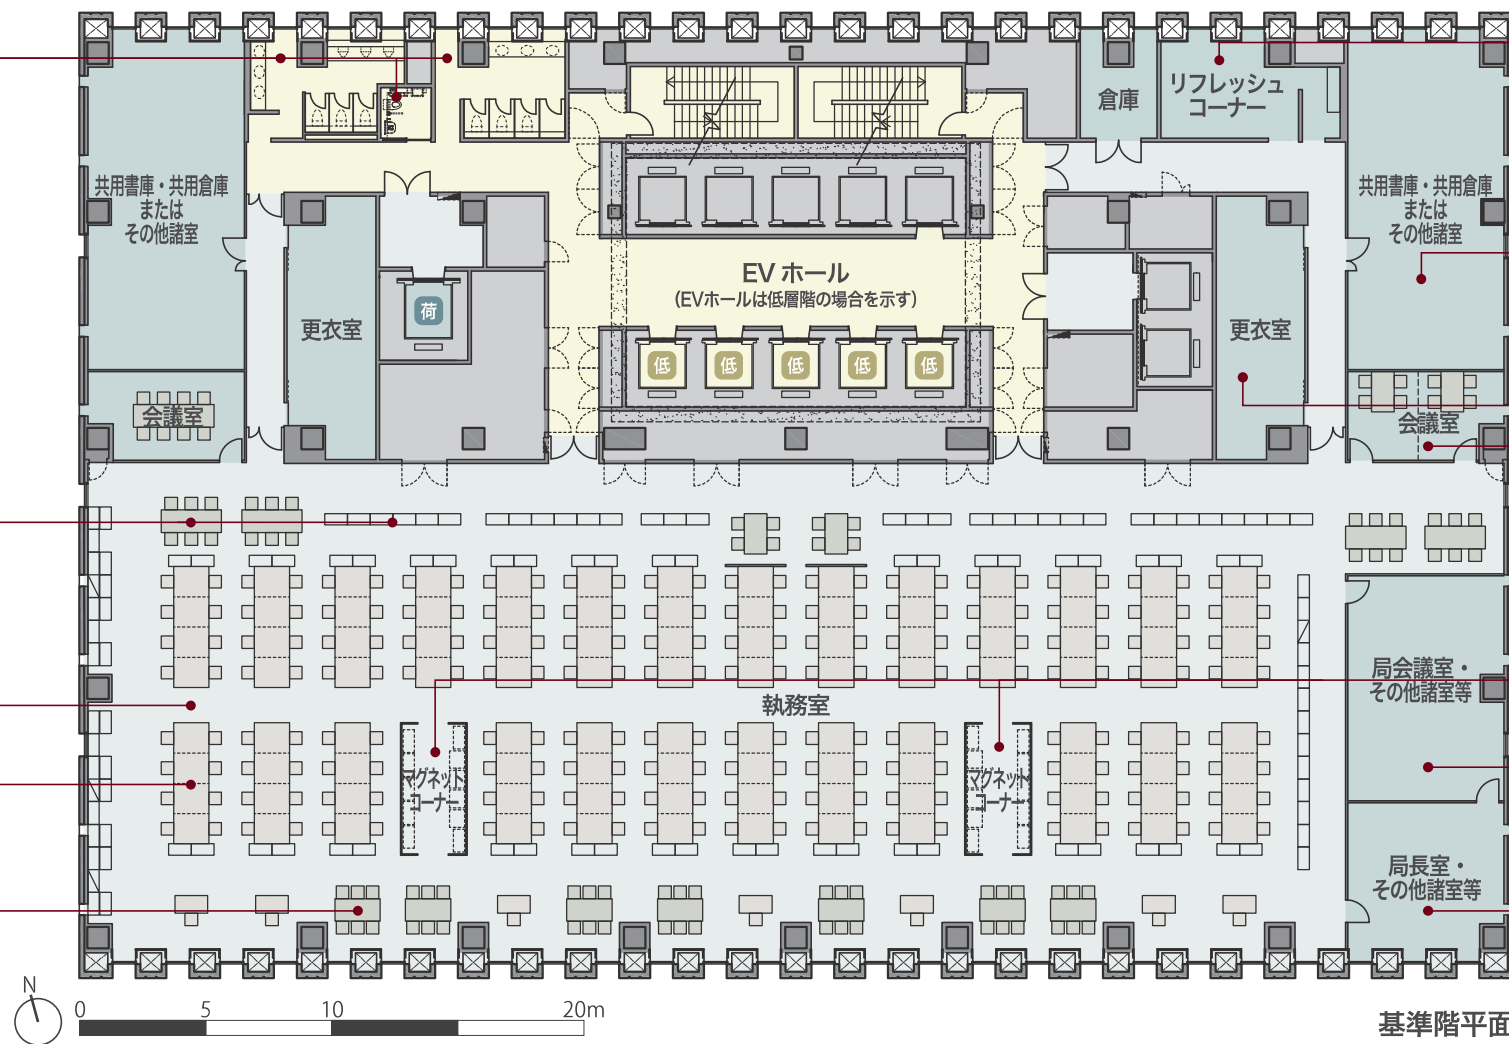 倉庫
リフレッシュ
コーナー
共用書庫・共用倉庫
または
その他諸室
共用書庫・共用倉庫
または
その他諸室
EV ホール
(EVホールは低層階の場合を示す)
荷
更衣室
更衣室
低
低
低
低
低
会議室
会議室
局会議室・
その他諸室等
執務室
マグネット
コーナー
マグネット
コーナー
局長室・
その他諸室等
N
0 5 10 20m
基準階平面